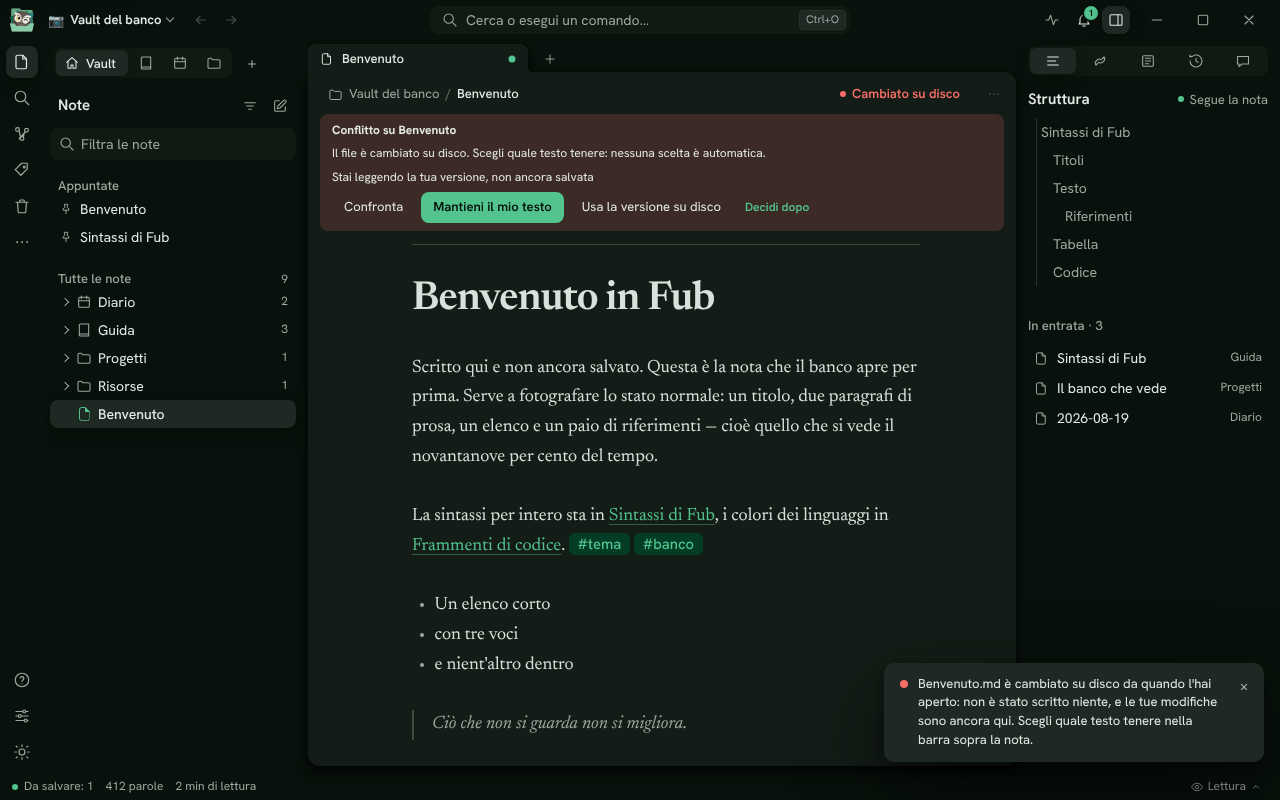 Vault del banco
Cerca o esegui un comando…
Ctrl+O
1
Vault
Note
Filtra le note
Appuntate
Benvenuto
Sintassi di Fub
Tutte le note 9
Diario 2
Guida 3
Progetti 1
Risorse 1
Benvenuto
Benvenuto
Vault del banco / Benvenuto
Cambiato su disco
Conflitto su Benvenuto
Il file è cambiato su disco. Scegli quale testo tenere: nessuna scelta è automatica.
Stai leggendo la tua versione, non ancora salvata
Confronta
Mantieni il mio testo
Usa la versione su disco
Decidi dopo
Benvenuto in Fub
Scritto qui e non ancora salvato. Questa è la nota che il banco apre per
prima. Serve a fotografare lo stato normale: un titolo, due paragrafi di
prosa, un elenco e un paio di riferimenti — cioè quello che si vede il
novantanove per cento del tempo.
La sintassi per intero sta in Sintassi di Fub, i colori dei linguaggi in
Frammenti di codice. #tema #banco
• Un elenco corto
• con tre voci
• e nient'altro dentro
Ciò che non si guarda non si migliora.
Struttura
Segue la nota
Sintassi di Fub
Titoli
Testo
Riferimenti
Tabella
Codice
In entrata · 3
Sintassi di Fub Guida
Il banco che vede Progetti
2026-08-19 Diario
Benvenuto.md è cambiato su disco da quando l'hai
aperto: non è stato scritto niente, e le tue modifiche
sono ancora qui. Scegli quale testo tenere nella
barra sopra la nota.
Da salvare: 1 412 parole 2 min di lettura
Lettura